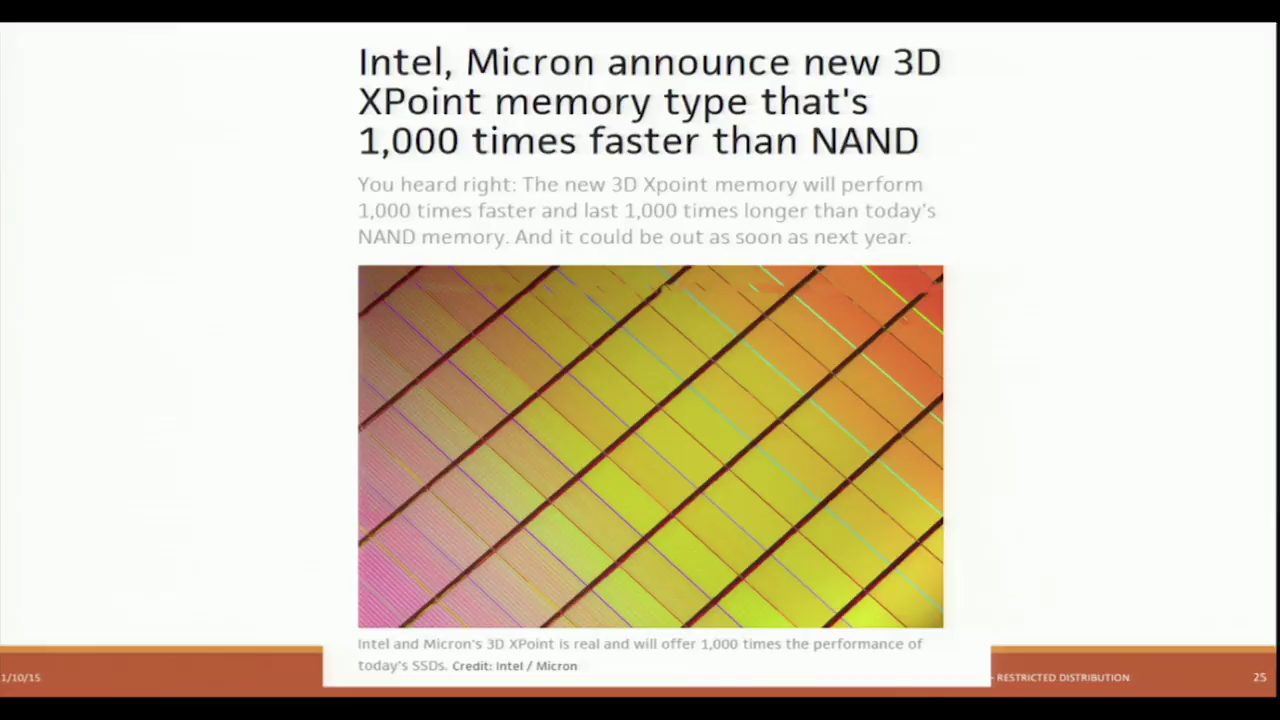 Intel, Micron announce new 3D
XPoint memory type that's
1,000 times faster than NAND
You heard right: The new 3D Xpoint memory will perform
1,000 times faster and last 1,000 times longer than today's
NAND memory. And it could be out as soon as next year.
Intel and Micron's 3D XPoint is real and will offer 1,000 times the performance of
today's SSDs. Credit: Intel / Micron
1/10/15
- RESTRICTED DISTRIBUTION
25